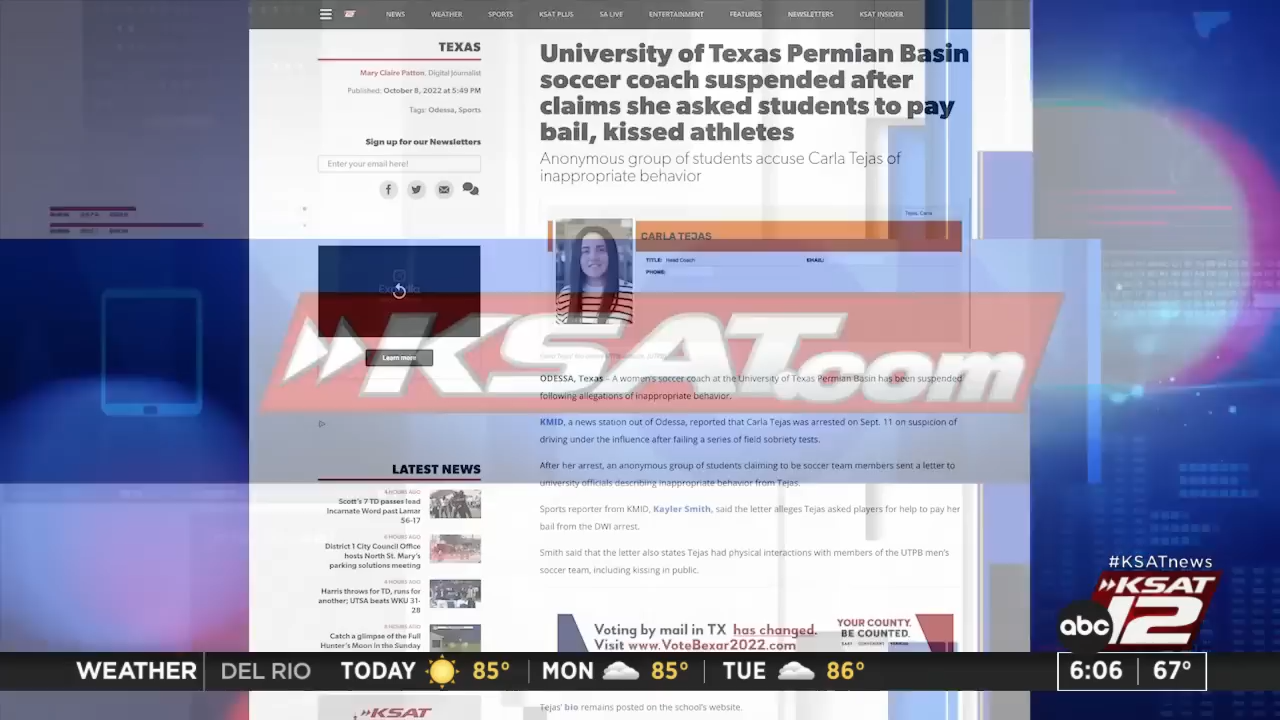 NEWS WEATHER SPORTS KSAT PLUS SA LIVE ENTERTAINMENT FEATURES NEWSLETTERS KSAT INSIDER
TEXAS
Mary Claire Patton, Digital Journalist
Published: October 8, 2022 at 5:49 PM
Tags: Odessa, Sports
Sign up for our Newsletters
Enter your email here!
University of Texas Permian Basin
soccer coach suspended after
claims she asked students to pay
bail, kissed athletes
Anonymous group of students accuse Carla Tejas of
inappropriate behavior
Tejas, Carla
CARLA TEJAS
TITLE: Head Coach EMAIL:
PHONE:
Learn more
KSAT.com
ODESSA, Texas – A women's soccer coach at the University of Texas Permian Basin has been suspended
following allegations of inappropriate behavior.
KMID, a news station out of Odessa, reported that Carla Tejas was arrested on Sept. 11 on suspicion of
driving under the influence after failing a series of field sobriety tests.
After her arrest, an anonymous group of students claiming to be soccer team members sent a letter to
university officials describing inappropriate behavior from Tejas.
Sports reporter from KMID, Kayler Smith, said the letter alleges Tejas asked players for help to pay her
bail from the DWI arrest.
Smith said that the letter also states Tejas had physical interactions with members of the UTPB men's
soccer team, including kissing in public.
LATEST NEWS
4 HOURS AGO
Scott's 7 TD passes lead
Incarnate Word past Lamar
56-17
District 1 City Council Office
hosts North St. Mary's
parking solutions meeting
Harris throws for TD, runs for
another; UTSA beats WKU 31-
28
Catch a glimpse of the Full
Hunter's Moon in the Sunday
Voting by mail in TX has changed.
Visit www.VoteBexar2022.com
YOUR COUNTY.
BE COUNTED.
#KSATnews
KSAT
abc 12
WEATHER DEL RIO TODAY 85° MON 85° TUE 86°
6:06 67°
KSAT
Tejas' bio remains posted on the school's website.